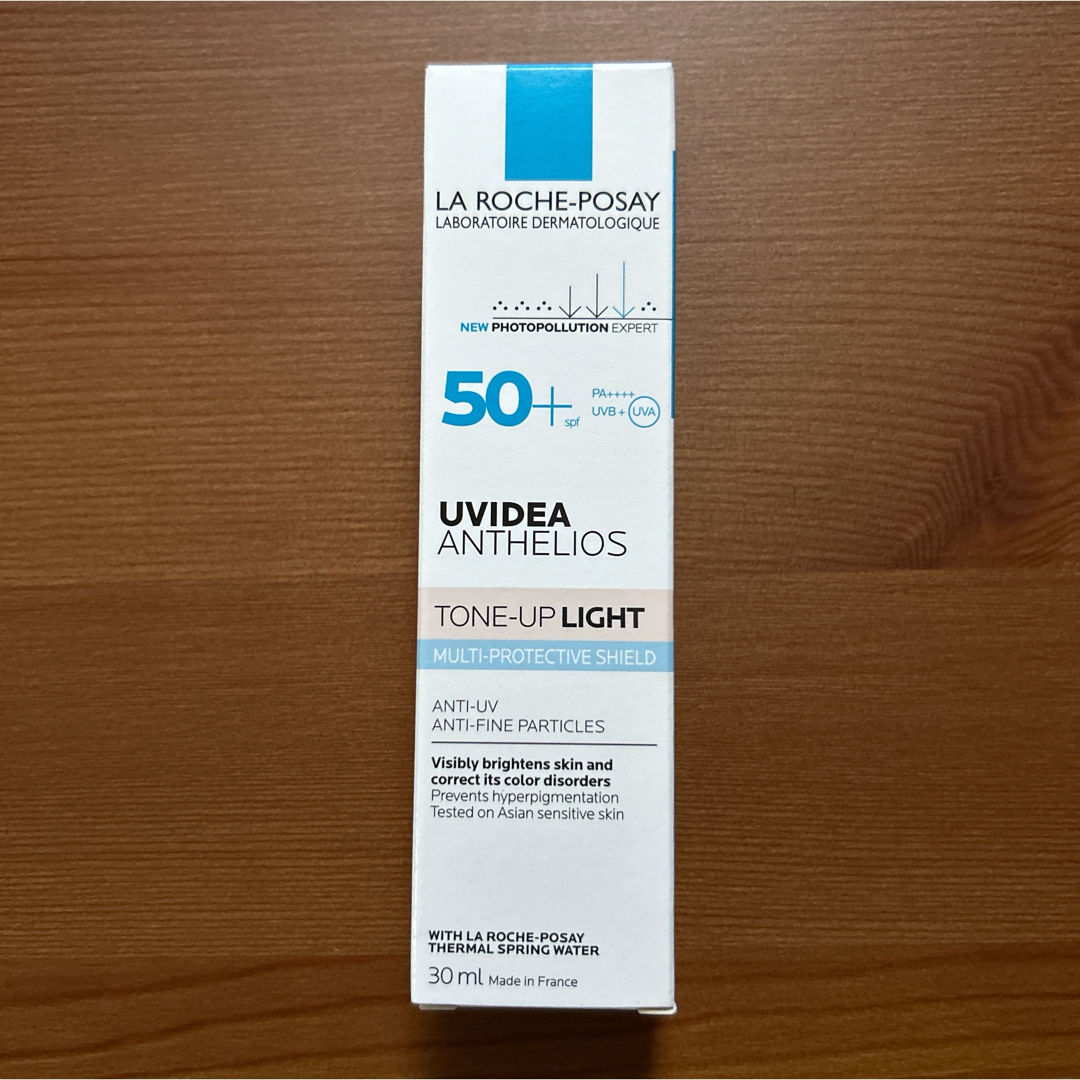 LA ROCHE-POSAY
LABORATOIRE DERMATOLOGIQUE
NEW PHOTOPOLLUTION EXPERT
50+ spf
PA++++
UVB + UVA
UVIDEA
ANTHELIOS
TONE-UP LIGHT
MULTI-PROTECTIVE SHIELD
ANTI-UV
ANTI-FINE PARTICLES
Visibly brightens skin and
correct its color disorders
Prevents hyperpigmentation
Tested on Asian sensitive skin
WITH LA ROCHE-POSAY
THERMAL SPRING WATER
30 ml Made in France